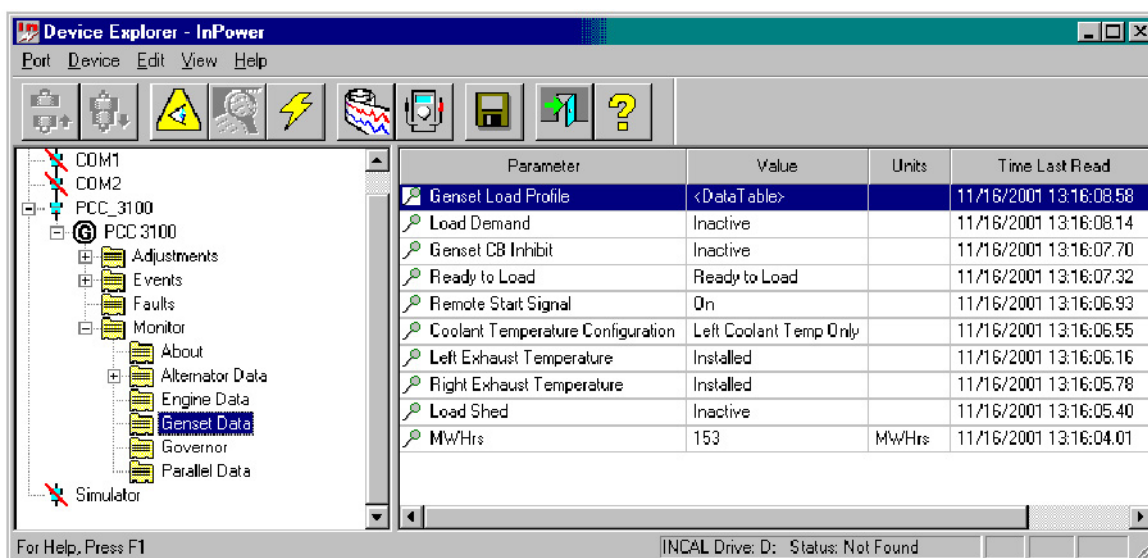 Device Explorer - InPower
Port Device Edit View Help
COM1
COM2
PCC_3100
G PCC 3100
Adjustments
Events
Faults
Monitor
About
Alternator Data
Engine Data
Genset Data
Governor
Parallel Data
Simulator
Parameter Value Units Time Last Read
Genset Load Profile <DataTable> 11/16/2001 13:16:08.58
Load Demand Inactive 11/16/2001 13:16:08.14
Genset CB Inhibit Inactive 11/16/2001 13:16:07.70
Ready to Load Ready to Load 11/16/2001 13:16:07.32
Remote Start Signal On 11/16/2001 13:16:06.93
Coolant Temperature Configuration Left Coolant Temp Only 11/16/2001 13:16:06.55
Left Exhaust Temperature Installed 11/16/2001 13:16:06.16
Right Exhaust Temperature Installed 11/16/2001 13:16:05.78
Load Shed Inactive 11/16/2001 13:16:05.40
MWHrs 153 MWHrs 11/16/2001 13:16:04.01
For Help, Press F1 INCAL Drive: D: Status: Not Found